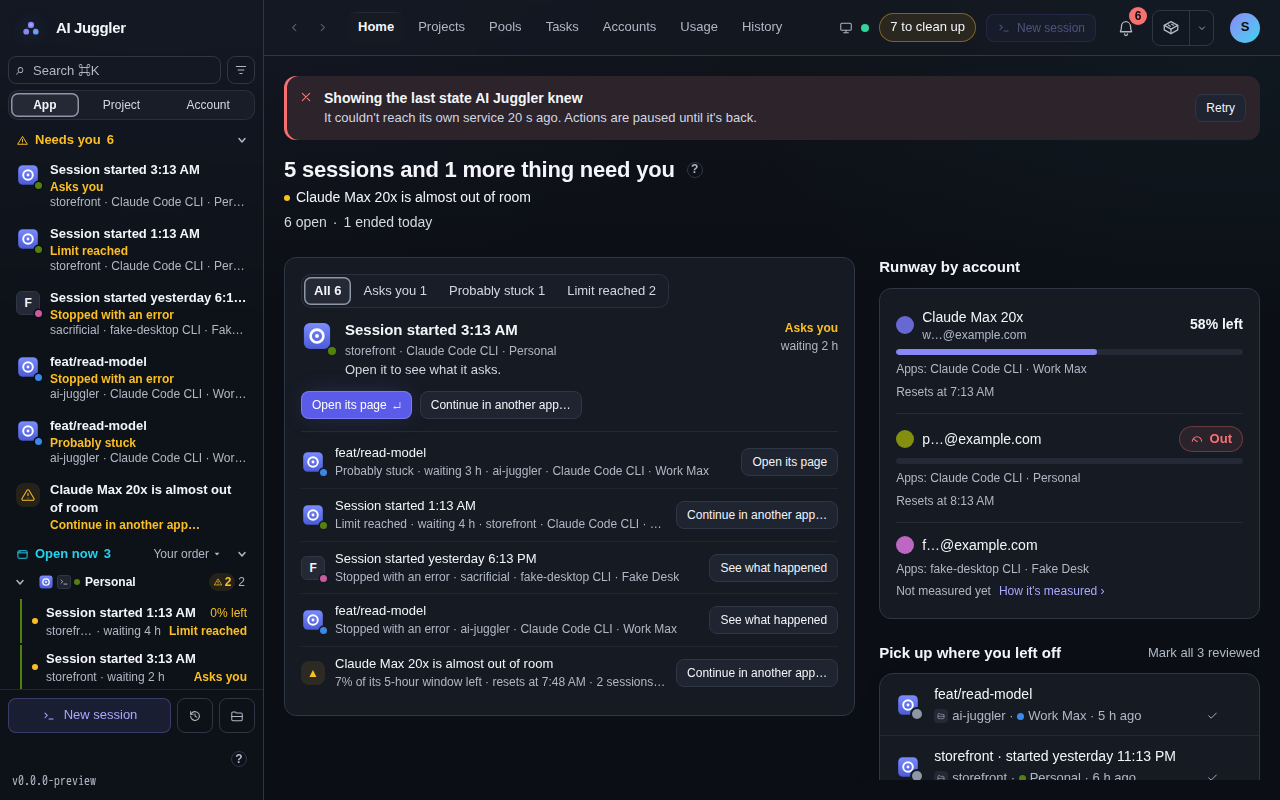 AI Juggler
Search ⌘K
App
Project
Account
Needs you 6
Session started 3:13 AM
Asks you
storefront · Claude Code CLI · Per…
Session started 1:13 AM
Limit reached
storefront · Claude Code CLI · Per…
F
Session started yesterday 6:1…
Stopped with an error
sacrificial · fake-desktop CLI · Fak…
feat/read-model
Stopped with an error
ai-juggler · Claude Code CLI · Wor…
feat/read-model
Probably stuck
ai-juggler · Claude Code CLI · Wor…
Claude Max 20x is almost out
of room
Continue in another app…
Open now 3
Your order
Personal
2 2
Session started 1:13 AM 0% left
storefr… · waiting 4 h Limit reached
Session started 3:13 AM
storefront · waiting 2 h Asks you
New session
?
v0.0.0-preview
Home
Projects
Pools
Tasks
Accounts
Usage
History
7 to clean up
New session
6
S
Showing the last state AI Juggler knew
It couldn't reach its own service 20 s ago. Actions are paused until it's back.
Retry
5 sessions and 1 more thing need you ?
Claude Max 20x is almost out of room
6 open · 1 ended today
All 6
Asks you 1
Probably stuck 1
Limit reached 2
Session started 3:13 AM
Asks you
storefront · Claude Code CLI · Personal
waiting 2 h
Open it to see what it asks.
Open its page
Continue in another app…
feat/read-model
Probably stuck · waiting 3 h · ai-juggler · Claude Code CLI · Work Max
Open its page
Session started 1:13 AM
Limit reached · waiting 4 h · storefront · Claude Code CLI · …
Continue in another app…
F
Session started yesterday 6:13 PM
Stopped with an error · sacrificial · fake-desktop CLI · Fake Desk
See what happened
feat/read-model
Stopped with an error · ai-juggler · Claude Code CLI · Work Max
See what happened
Claude Max 20x is almost out of room
7% of its 5-hour window left · resets at 7:48 AM · 2 sessions…
Continue in another app…
Runway by account
Claude Max 20x
w…@example.com
58% left
Apps: Claude Code CLI · Work Max
Resets at 7:13 AM
p…@example.com
Out
Apps: Claude Code CLI · Personal
Resets at 8:13 AM
f…@example.com
Apps: fake-desktop CLI · Fake Desk
Not measured yet How it's measured ›
Pick up where you left off
Mark all 3 reviewed
feat/read-model
ai-juggler · Work Max · 5 h ago
storefront · started yesterday 11:13 PM
storefront · Personal · 6 h ago